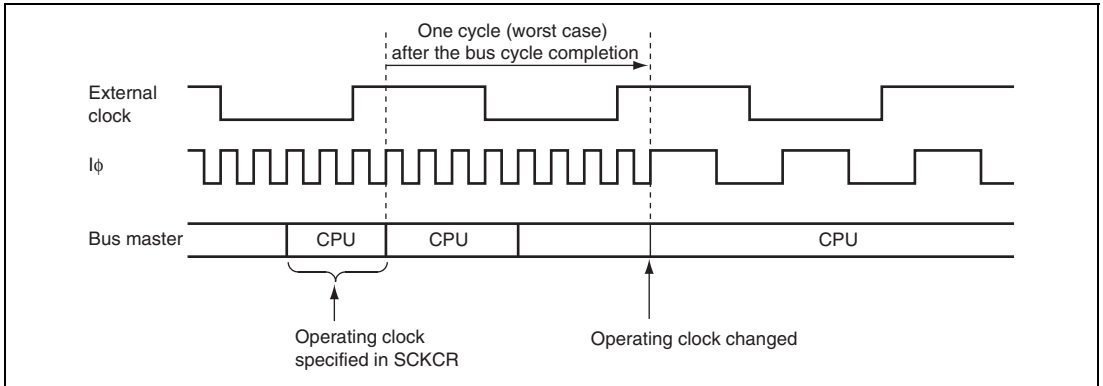 One cycle (worst case)
after the bus cycle completion
External
clock
Iϕ
Bus master
CPU
CPU
CPU
Operating clock
specified in SCKCR
Operating clock changed